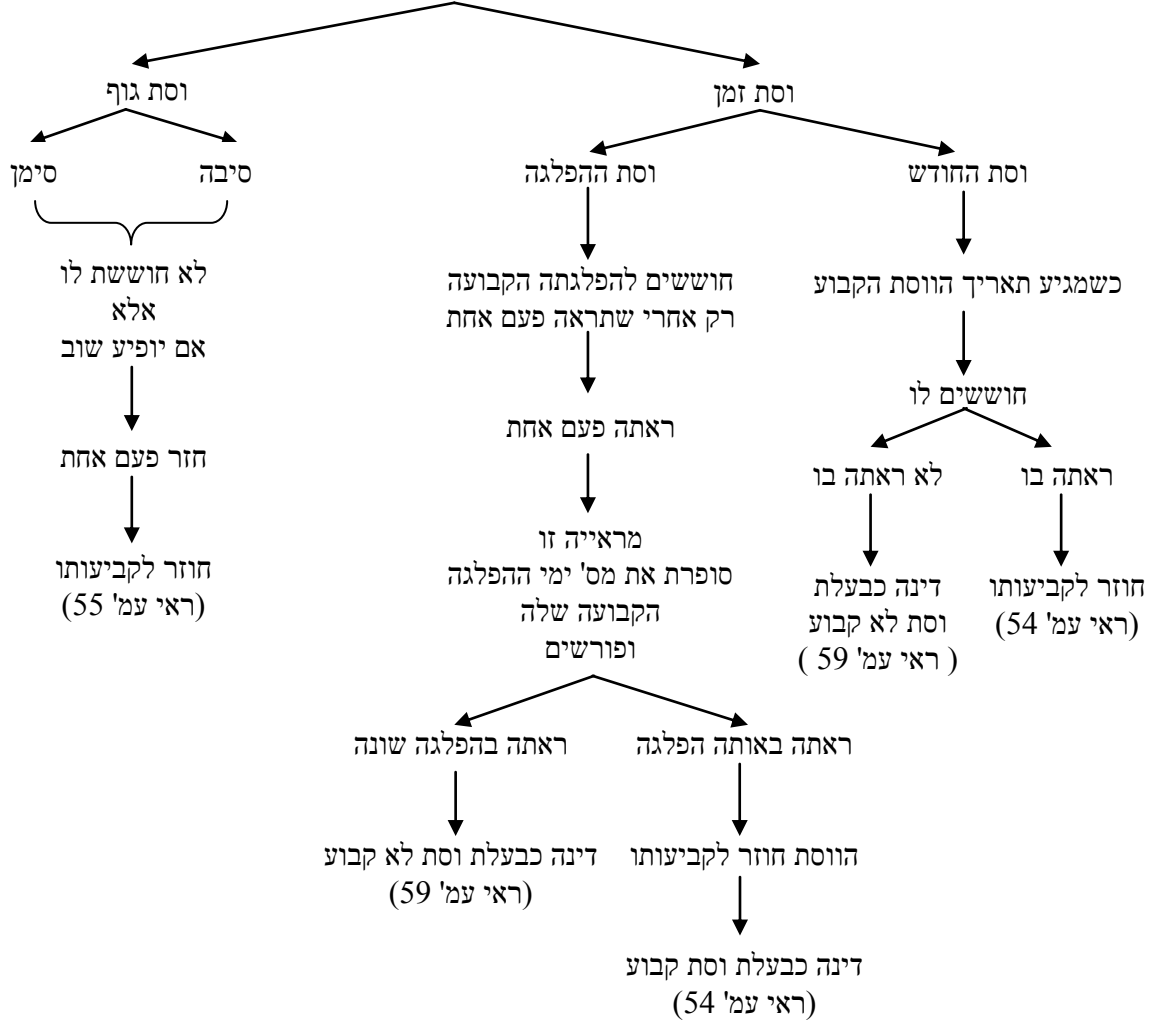 וסת זמן
וסת גוף
וסת החודש
וסת ההפלגה
סיבה
סימן
כשמגיע תאריך הווסת הקבוע
חוששים לו
ראתה בו
לא ראתה בו
חוזר לקביעותו
(ראי עמ' 54)
דינה כבעלת
וסת לא קבוע
( ראי עמ' 59 )
חוששים להפלגתה הקבועה
רק אחרי שתראה פעם אחת
ראתה פעם אחת
מראייה זו
סופרת את מס' ימי ההפלגה
הקבועה שלה
ופורשים
ראתה באותה הפלגה
ראתה בהפלגה שונה
הווסת חוזר לקביעותו
דינה כבעלת וסת לא קבוע
(ראי עמ' 59)
דינה כבעלת וסת קבוע
(ראי עמ' 54)
לא חוששת לו
אלא
אם יופיע שוב
חזר פעם אחת
חוזר לקביעותו
(ראי עמ' 55)